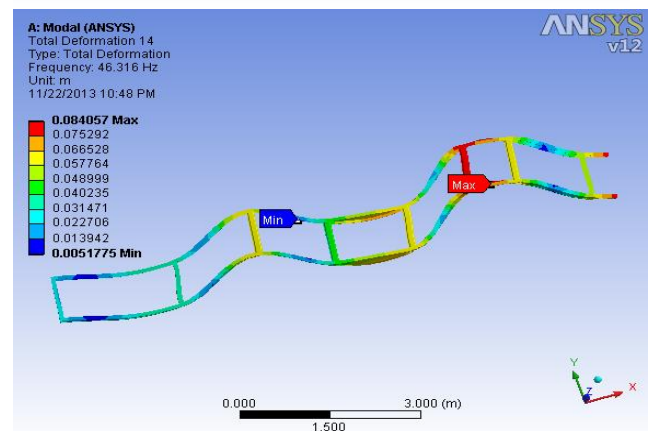 A: Modal (ANSYS)
Total Deformation 14
Type: Total Deformation
Frequency: 46.316 Hz
Unit: m
11/22/2013 10:48 PM
ANSYS
v12
0.084057 Max
0.075292
0.066528
0.057764
0.048999
0.040235
0.031471
0.022706
0.013942
0.0051775 Min
Min
Max
0.000
3.000 (m)
1.500
Y
Z
X